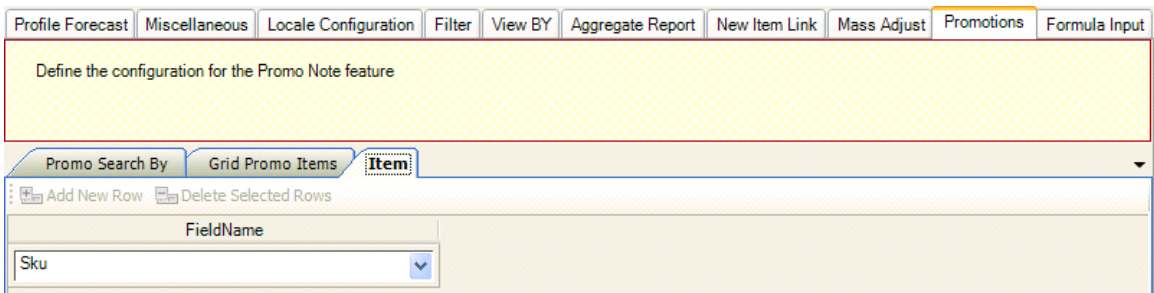 Profile Forecast Miscellaneous Locale Configuration Filter View BY Aggregate Report New Item Link Mass Adjust Promotions Formula Input
Define the configuration for the Promo Note feature
Promo Search By Grid Promo Items Item
Add New Row Delete Selected Rows
FieldName
Sku